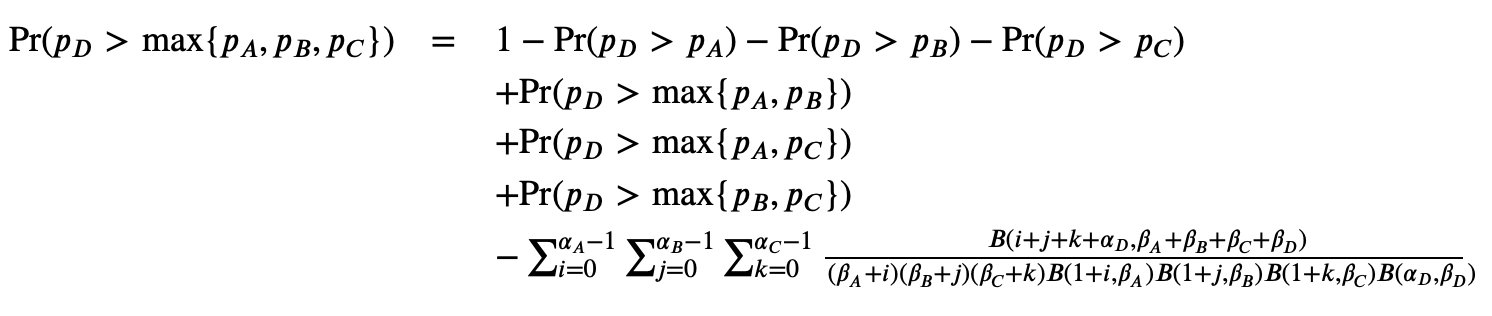 Pr(p_D > max{p_A, p_B, p_C}) = 1 − Pr(p_D > p_A) − Pr(p_D > p_B) − Pr(p_D > p_C)
+Pr(p_D > max{p_A, p_B})
+Pr(p_D > max{p_A, p_C})
+Pr(p_D > max{p_B, p_C})
− ∑_{i=0}^{α_A−1} ∑_{j=0}^{α_B−1} ∑_{k=0}^{α_C−1} \frac{B(i+j+k+α_D,β_A+β_B+β_C+β_D)}{(β_A+i)(β_B+j)(β_C+k)B(1+i,β_A)B(1+j,β_B)B(1+k,β_C)B(α_D,β_D)}